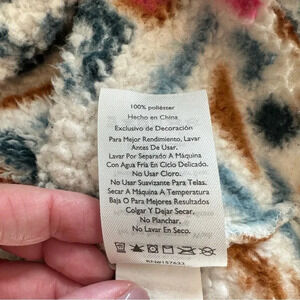 100% poliéster
Hecho en China
Exclusivo de Decoración
Para Mejor Rendimiento, Lavar
Antes De Usar.
Lavar Por Separado A Máquina
Con Agua Fría En Ciclo Delicado.
No Usar Cloro.
No Usar Suavizante Para Telas.
Secar A Máquina A Temperatura
Baja O Para Mejores Resultados
Colgar Y Dejar Secar.
No Planchar.
No Lavar En Seco.